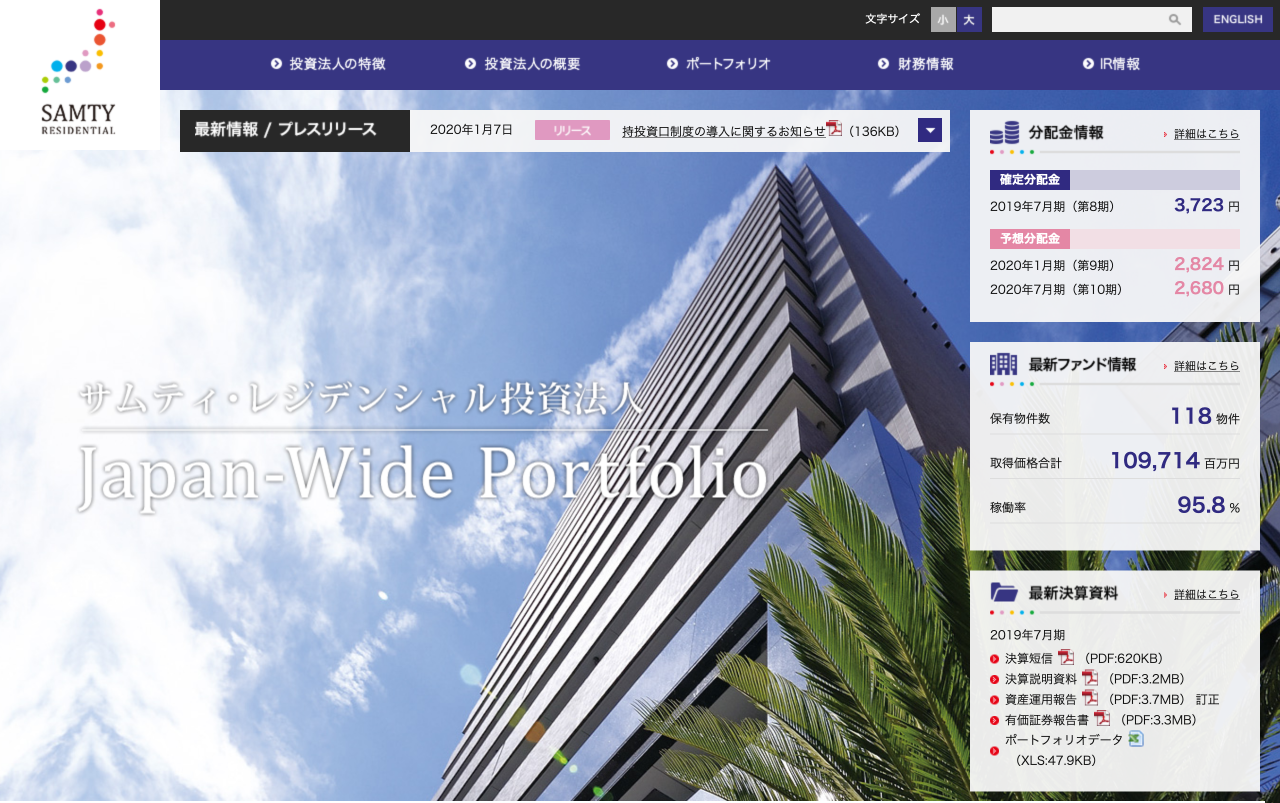 文字サイズ 小 大
ENGLISH
SAMTY
RESIDENTIAL
投資法人の特徴 投資法人の概要 ポートフォリオ 財務情報 IR情報
最新情報 / プレスリリース
2020年1月7日 リリース 持投資口制度の導入に関するお知らせ（136KB）
サムティ・レジデンシャル投資法人
Japan-Wide Portfolio
分配金情報 詳細はこちら
確定分配金
2019年7月期（第8期） 3,723 円
予想分配金
2020年1月期（第9期） 2,824 円
2020年7月期（第10期） 2,680 円
最新ファンド情報 詳細はこちら
保有物件数 118 物件
取得価格合計 109,714 百万円
稼働率 95.8 %
最新決算資料 詳細はこちら
2019年7月期
決算短信 （PDF:620KB）
決算説明資料 （PDF:3.2MB）
資産運用報告 （PDF:3.7MB） 訂正
有価証券報告書 （PDF:3.3MB）
ポートフォリオデータ
（XLS:47.9KB）